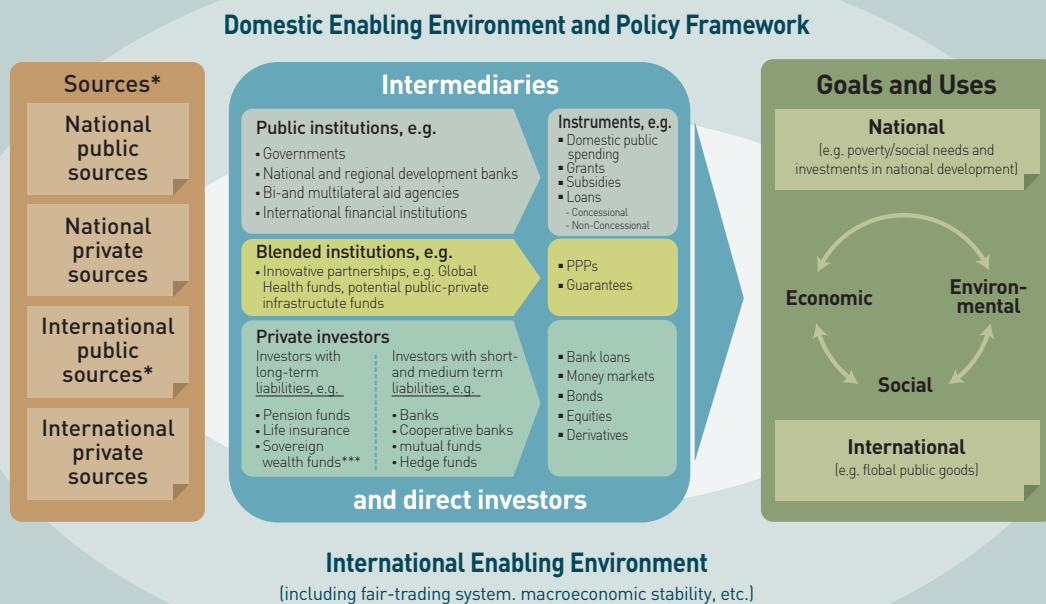 Domestic Enabling Environment and Policy Framework
Sources*
National
public
sources
National
private
sources
International
public
sources*
International
private
sources
Intermediaries
Public institutions, e.g.
• Governments
• National and regional development banks
• Bi-and multilateral aid agencies
• International financial institutions
Instruments, e.g.
▪ Domestic public
spending
▪ Grants
▪ Subsidies
▪ Loans
- Concessional
- Non-Concessional
Blended institutions, e.g.
• Innovative partnerships, e.g. Global
Health funds, potential public-private
infrastructute funds
▪ PPPs
▪ Guarantees
Private investors
Investors with
long-term
liabilities, e.g.
• Pension funds
• Life insurance
• Sovereign
wealth funds***
Investors with short-
and medium term
liabilities, e.g.
• Banks
• Cooperative banks
• mutual funds
• Hedge funds
▪ Bank loans
▪ Money markets
▪ Bonds
▪ Equities
▪ Derivatives
and direct investors
Goals and Uses
National
(e.g. poverty/social needs and
investments in national development)
Economic
Environ-
mental
Social
International
(e.g. flobal public goods)
International Enabling Environment
(including fair-trading system. macroeconomic stability, etc.)